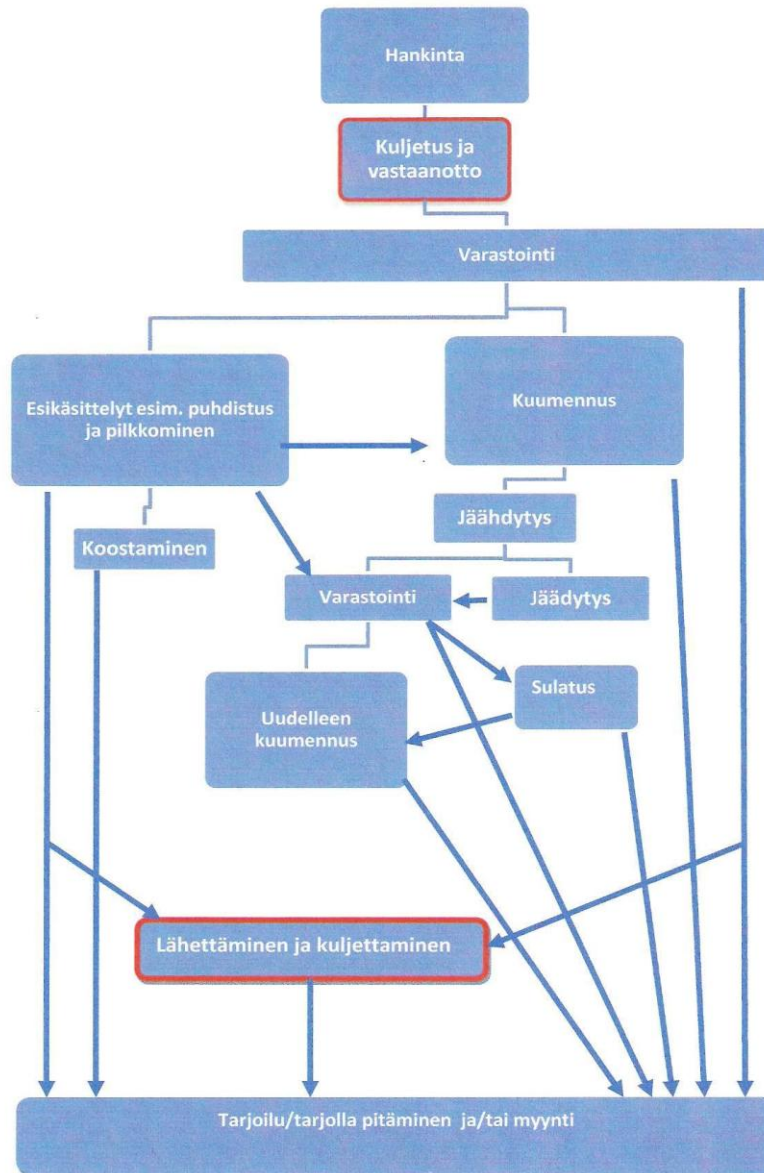 Hankinta
Kuljetus ja
vastaanotto
Varastointi
Esikäsittelyt esim. puhdistus
ja pilkkominen
Kuumennus
Jäähdytys
Koostaminen
Varastointi
Jäädytys
Uudelleen
kuumennus
Sulatus
Lähettäminen ja kuljettaminen
Tarjoilu/tarjolla pitäminen ja/tai myynti